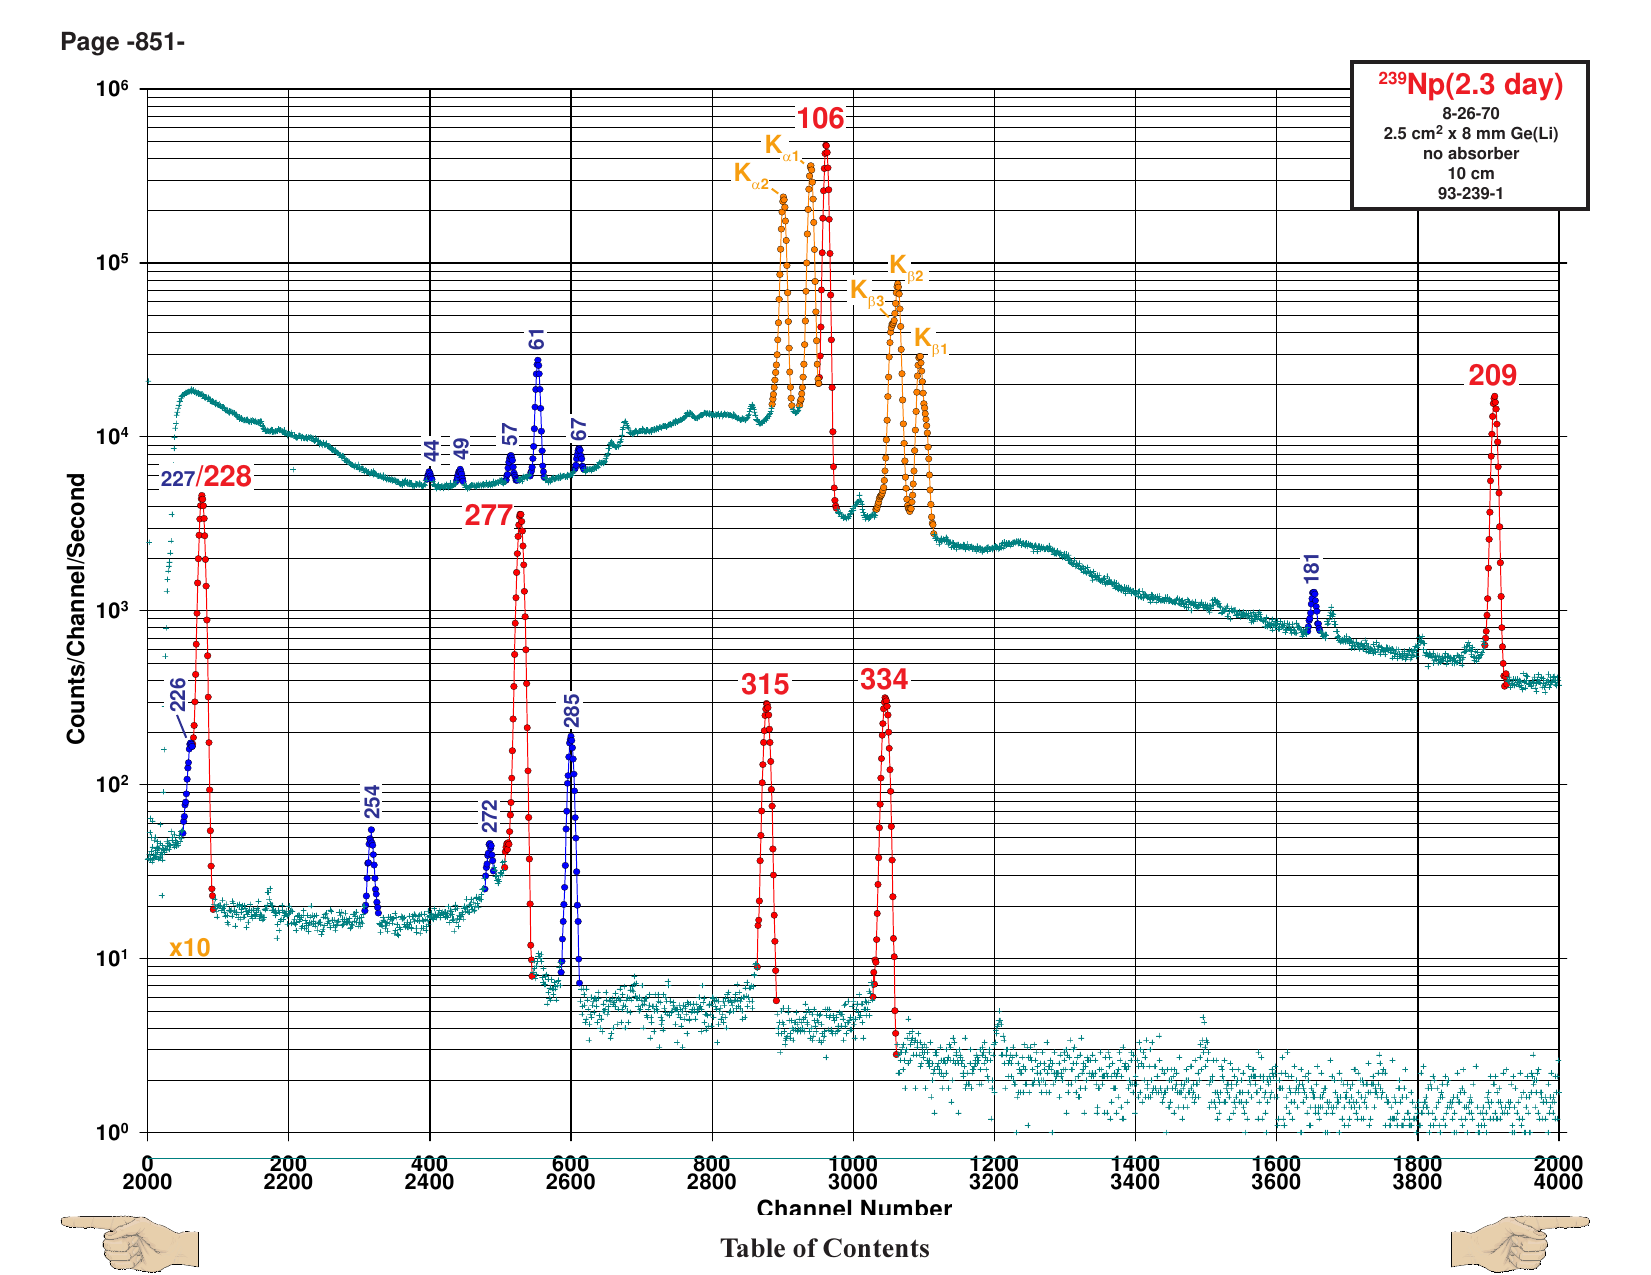 Page -851-
²³⁹Np(2.3 day)
8-26-70
2.5 cm² x 8 mm Ge(Li)
no absorber
10 cm
93-239-1
10⁶
106
Kα1
Kα2
10⁵
Kβ2
Kβ3
Kβ1
61
209
10⁴
44
49
57
67
227/228
277
181
10³
226
315
334
285
10²
254
272
x10
10¹
10⁰
Counts/Channel/Second
0 200 400 600 800 1000 1200 1400 1600 1800 2000
2000 2200 2400 2600 2800 3000 3200 3400 3600 3800 4000
Channel Number
Table of Contents